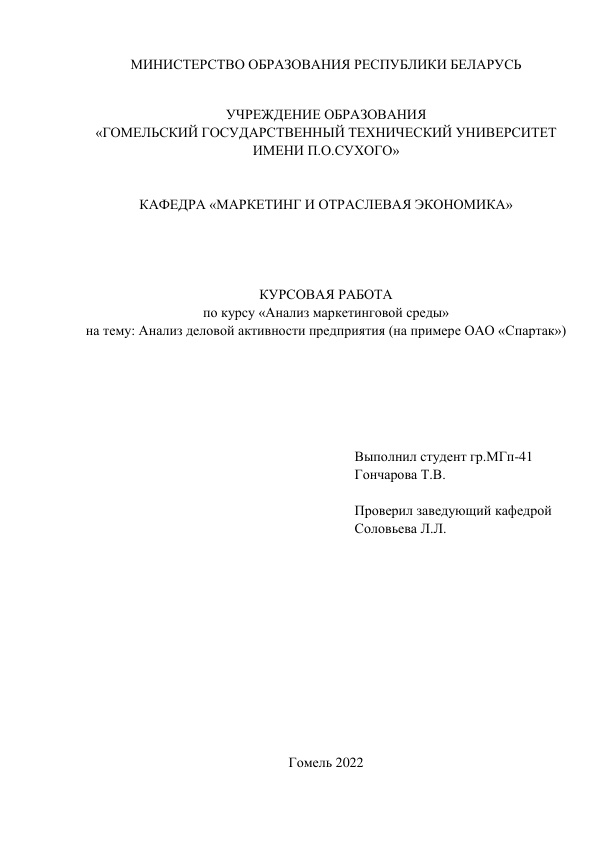 МИНИСТЕРСТВО ОБРАЗОВАНИЯ РЕСПУБЛИКИ БЕЛАРУСЬ
УЧРЕЖДЕНИЕ ОБРАЗОВАНИЯ
«ГОМЕЛЬСКИЙ ГОСУДАРСТВЕННЫЙ ТЕХНИЧЕСКИЙ УНИВЕРСИТЕТ
ИМЕНИ П.О.СУХОГО»
КАФЕДРА «МАРКЕТИНГ И ОТРАСЛЕВАЯ ЭКОНОМИКА»
КУРСОВАЯ РАБОТА
по курсу «Анализ маркетинговой среды»
на тему: Анализ деловой активности предприятия (на примере ОАО «Спартак»)
Выполнил студент гр.МГп-41
Гончарова Т.В.
Проверил заведующий кафедрой
Соловьева Л.Л.
Гомель 2022